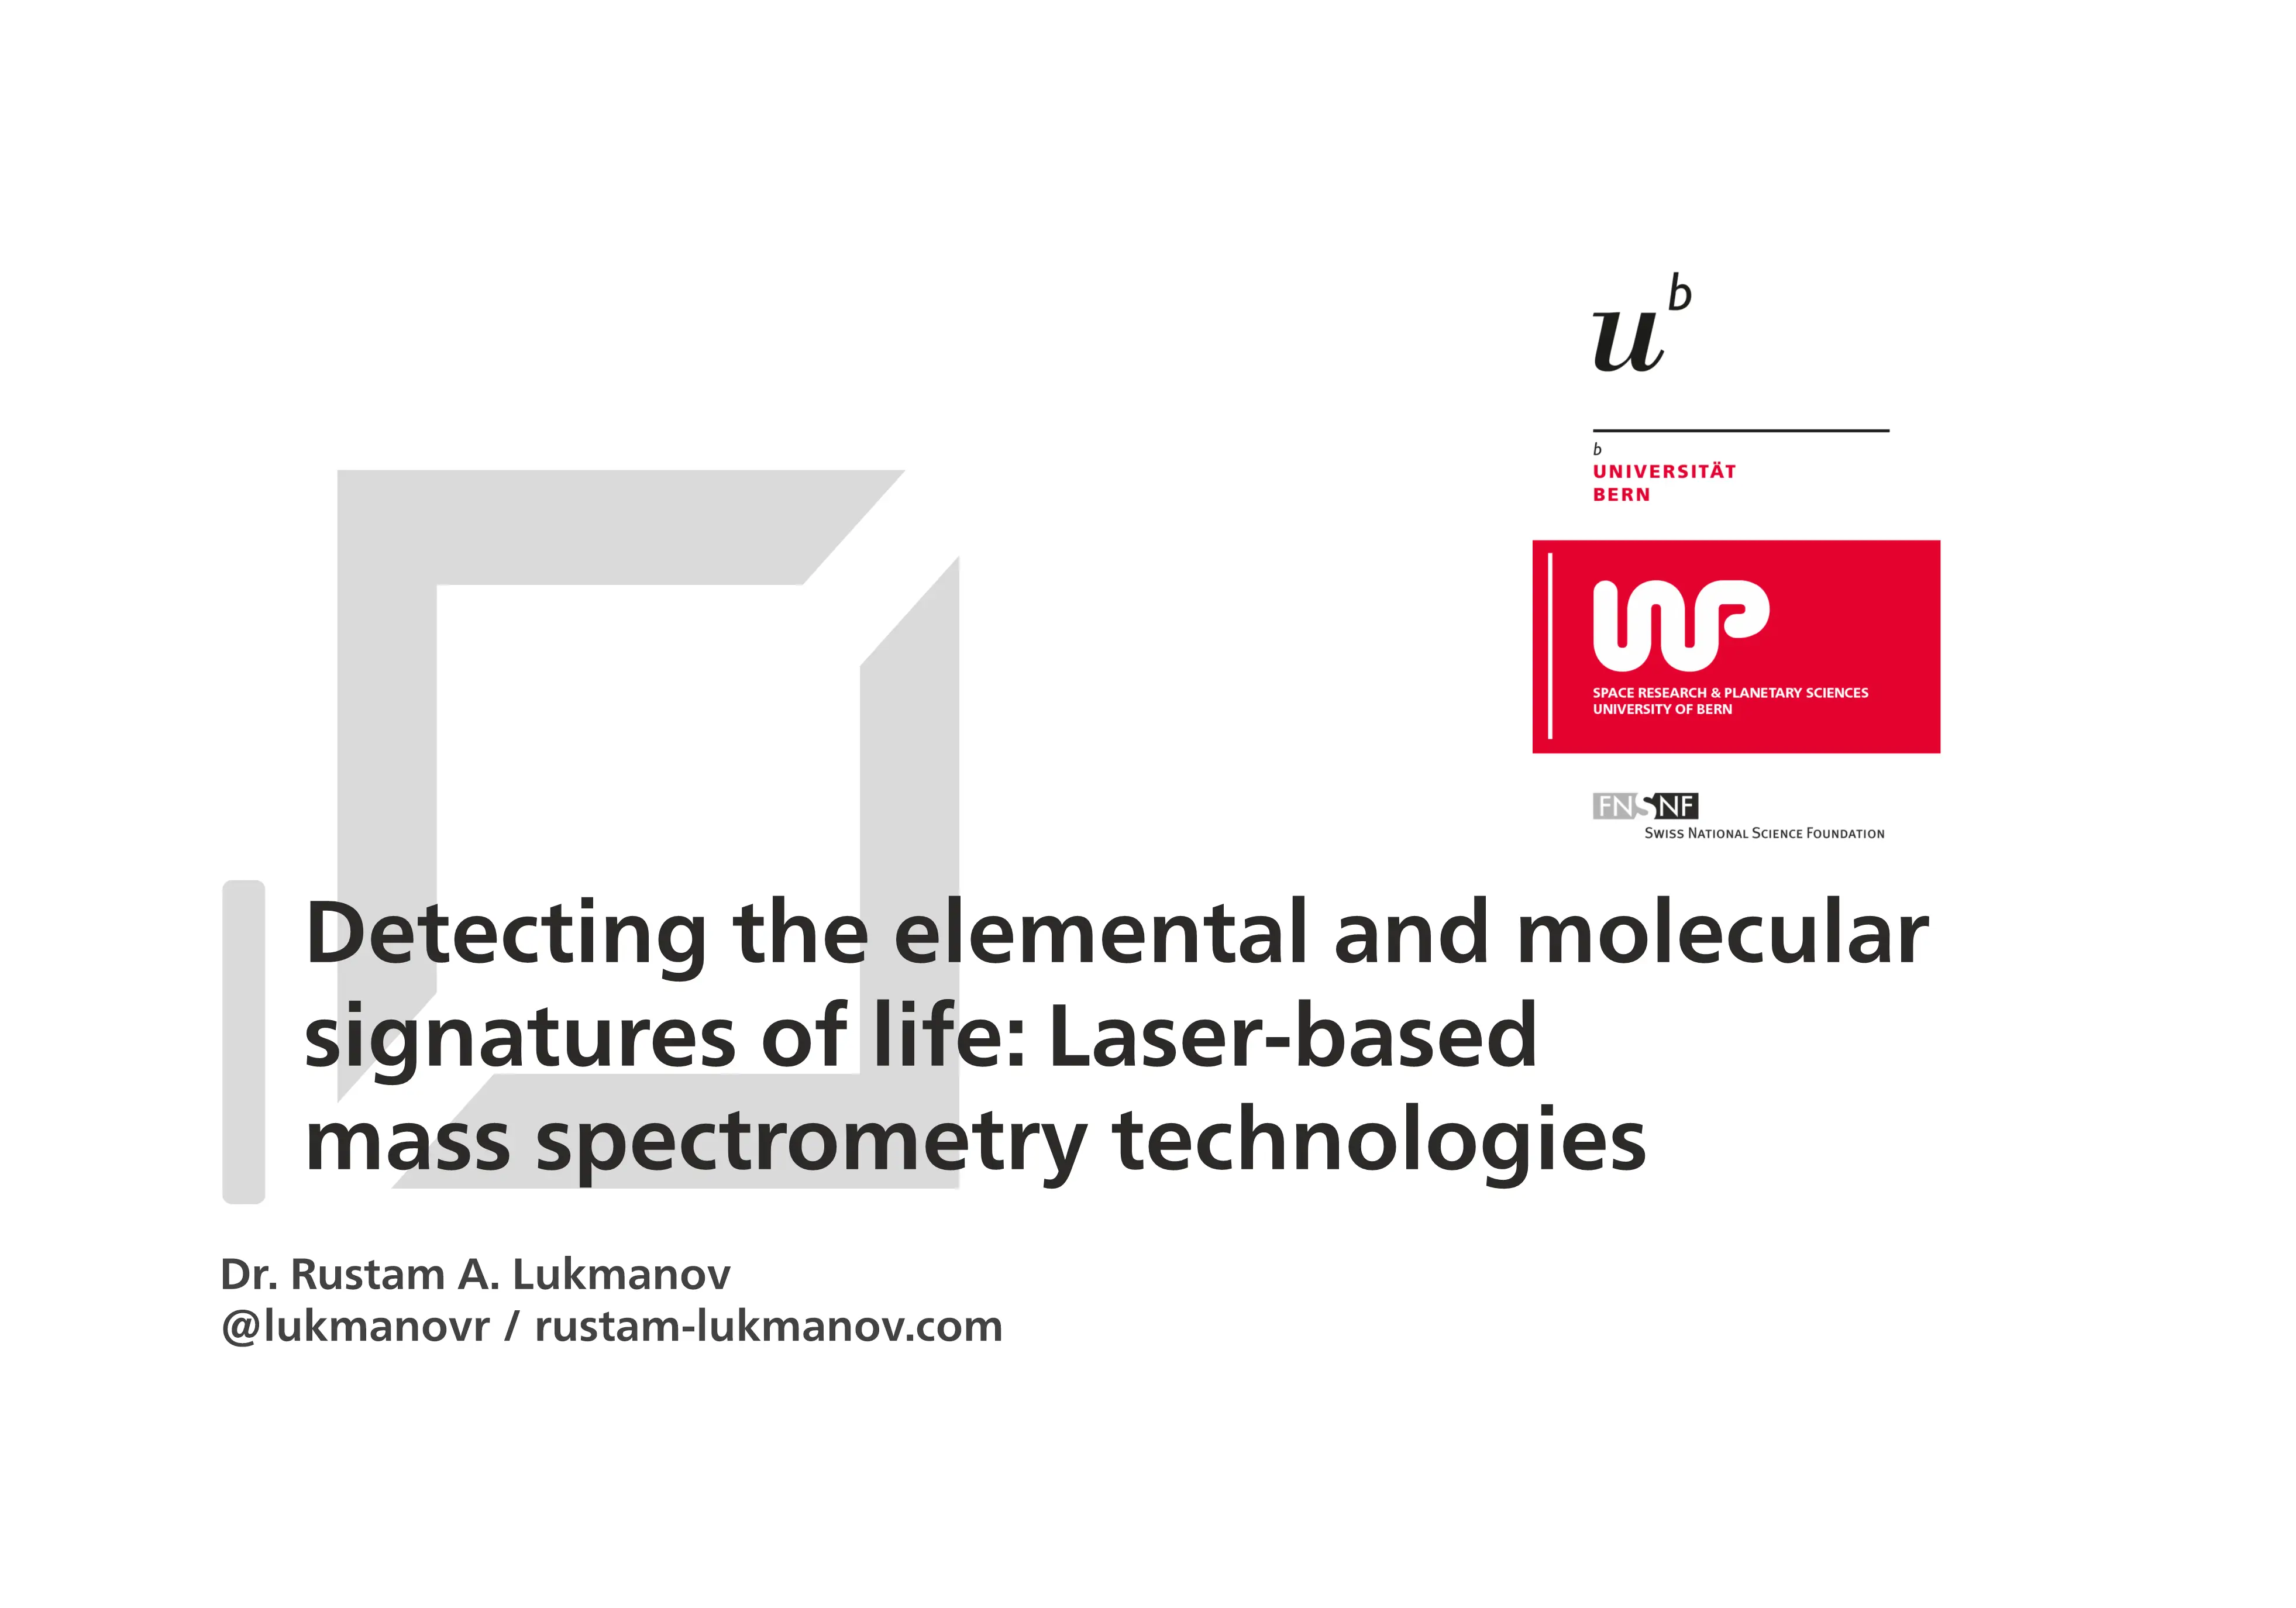 u b
b
UNIVERSITÄT
BERN
WP
SPACE RESEARCH & PLANETARY SCIENCES
UNIVERSITY OF BERN
FNSNF
SWISS NATIONAL SCIENCE FOUNDATION
Detecting the elemental and molecular
signatures of life: Laser-based
mass spectrometry technologies
Dr. Rustam A. Lukmanov
@lukmanovr / rustam-lukmanov.com